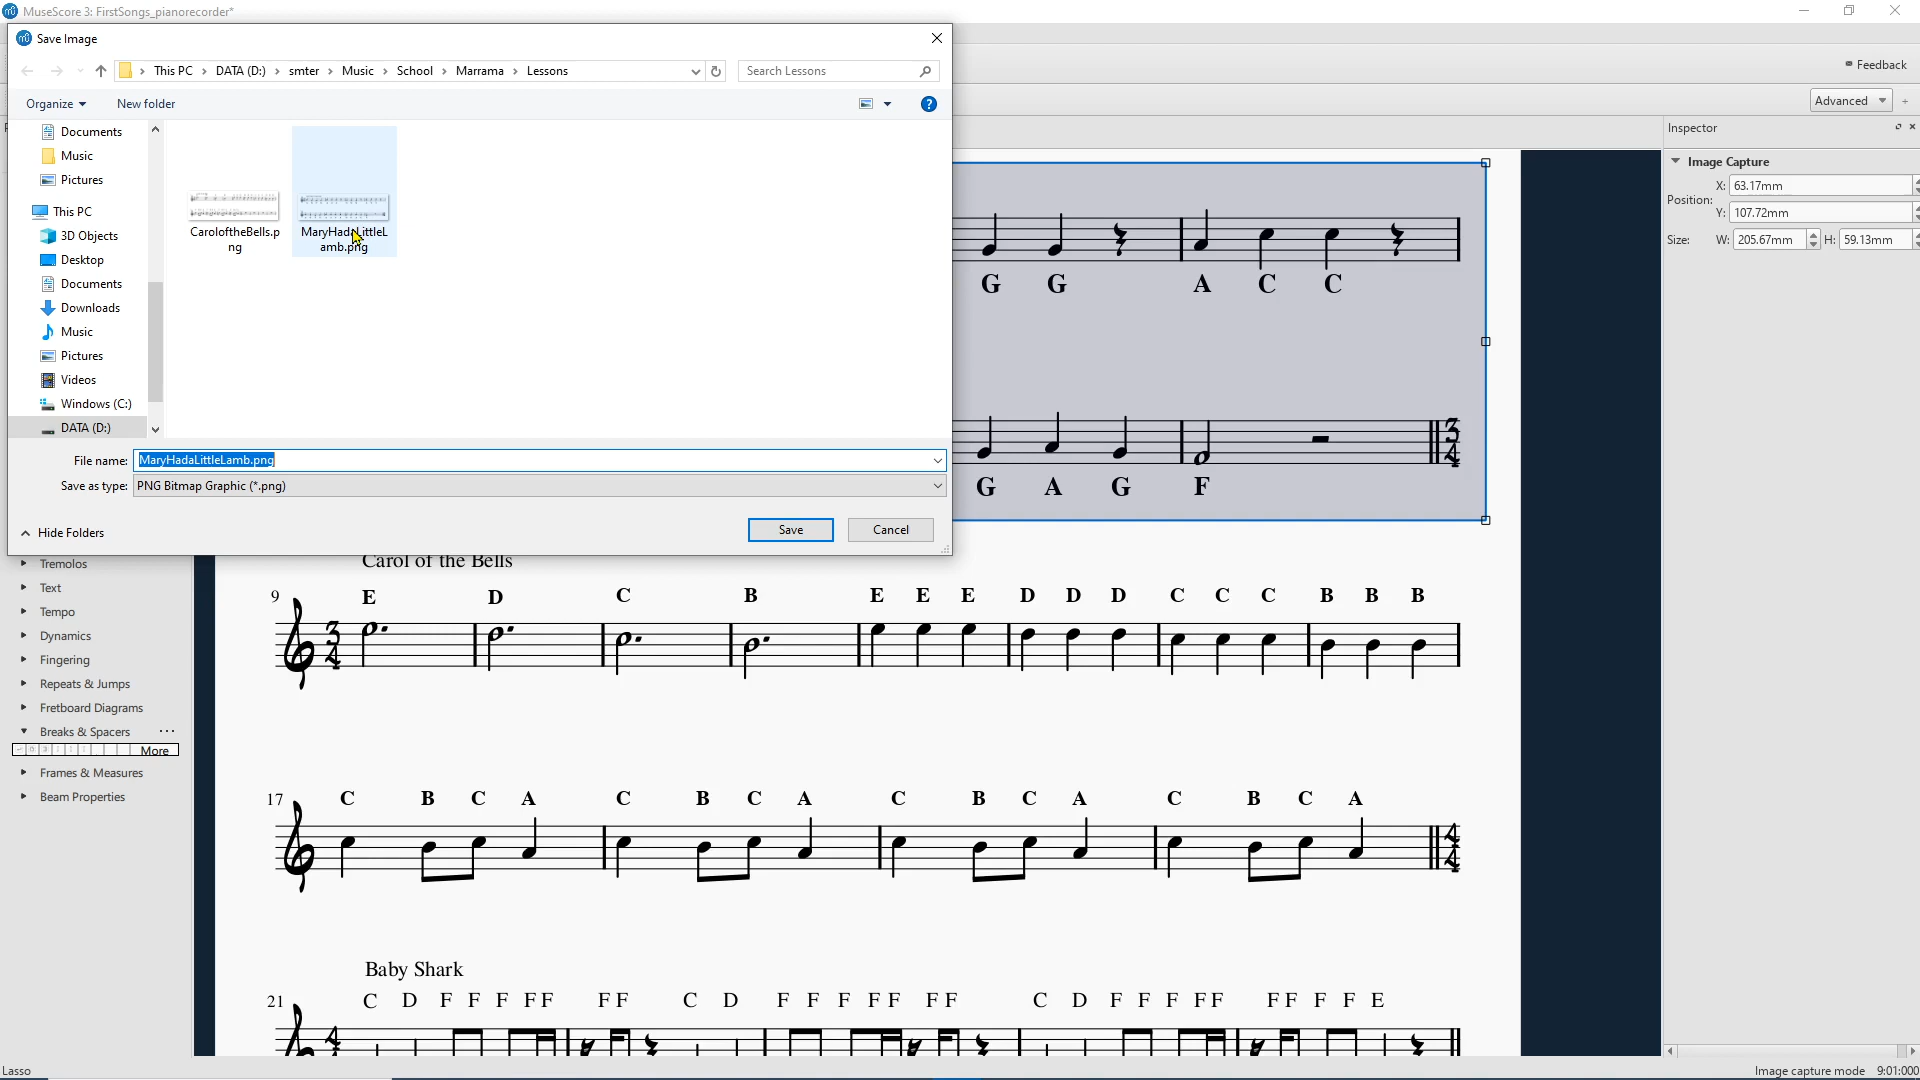 MuseScore 3: FirstSongs_pianorecorder*
Save Image
This PC > DATA (D:) > smter > Music > School > Marrama > Lessons
Search Lessons
Feedback
Organize
New folder
Advanced
Inspector
Documents
Music
Pictures
This PC
3D Objects
Desktop
Documents
Downloads
Music
Pictures
Videos
Windows (C:)
DATA (D:)
CaroloftheBells.p
ng
MaryHadaLittleL
amb.png
Image Capture
Position:
X: 63.17mm
Y: 107.72mm
Size: W: 205.67mm H: 59.13mm
G G A C C
G A G F
File name: MaryHadaLittleLamb.png
Save as type: PNG Bitmap Graphic (*.png)
Hide Folders
Save
Cancel
Tremolos
Text
Tempo
Dynamics
Fingering
Repeats & Jumps
Fretboard Diagrams
Breaks & Spacers ...
More
Frames & Measures
Beam Properties
Carol of the Bells
9 E D C B E E E D D D C C C B B B
17 C B C A C B C A C B C A C B C A
Baby Shark
21 C D F F F FF FF C D F F F FF FF C D F F F FF FF F F E
Lasso
Image capture mode 9:01:000